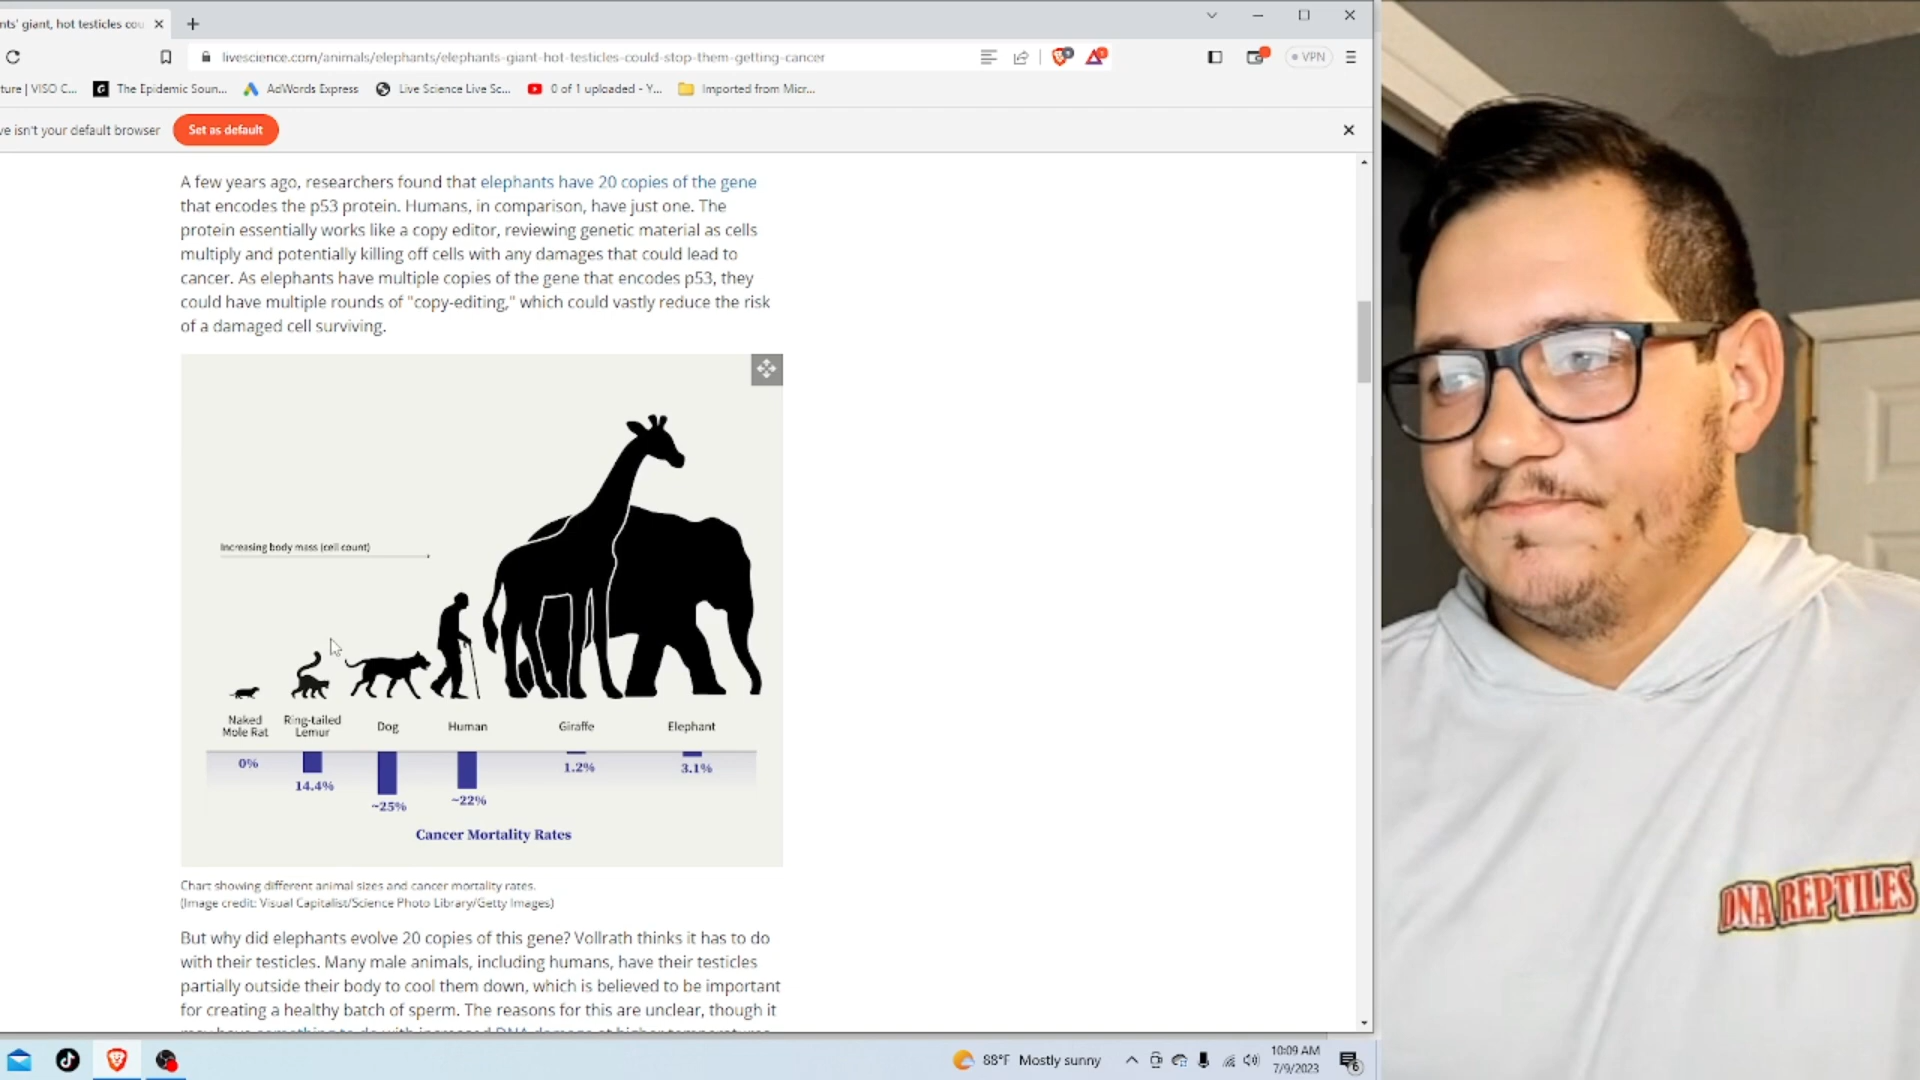 nts' giant, hot testicles cou
livescience.com/animals/elephants/elephants-giant-hot-testicles-could-stop-them-getting-cancer
VPN
ture | VISO C...
The Epidemic Soun...
AdWords Express
Live Science Live Sc...
0 of 1 uploaded - Y...
Imported from Micr...
ve isn't your default browser
Set as default
A few years ago, researchers found that elephants have 20 copies of the gene
that encodes the p53 protein. Humans, in comparison, have just one. The
protein essentially works like a copy editor, reviewing genetic material as cells
multiply and potentially killing off cells with any damages that could lead to
cancer. As elephants have multiple copies of the gene that encodes p53, they
could have multiple rounds of "copy-editing," which could vastly reduce the risk
of a damaged cell surviving.
Increasing body mass (cell count)
Naked
Mole Rat
Ring-tailed
Lemur
Dog
Human
Giraffe
Elephant
0%
14.4%
~25%
~22%
1.2%
3.1%
Cancer Mortality Rates
Chart showing different animal sizes and cancer mortality rates.
(Image credit: Visual Capitalist/Science Photo Library/Getty Images)
But why did elephants evolve 20 copies of this gene? Vollrath thinks it has to do
with their testicles. Many male animals, including humans, have their testicles
partially outside their body to cool them down, which is believed to be important
for creating a healthy batch of sperm. The reasons for this are unclear, though it
88°F Mostly sunny
10:09 AM
7/9/2023
6
DNA REPTILES